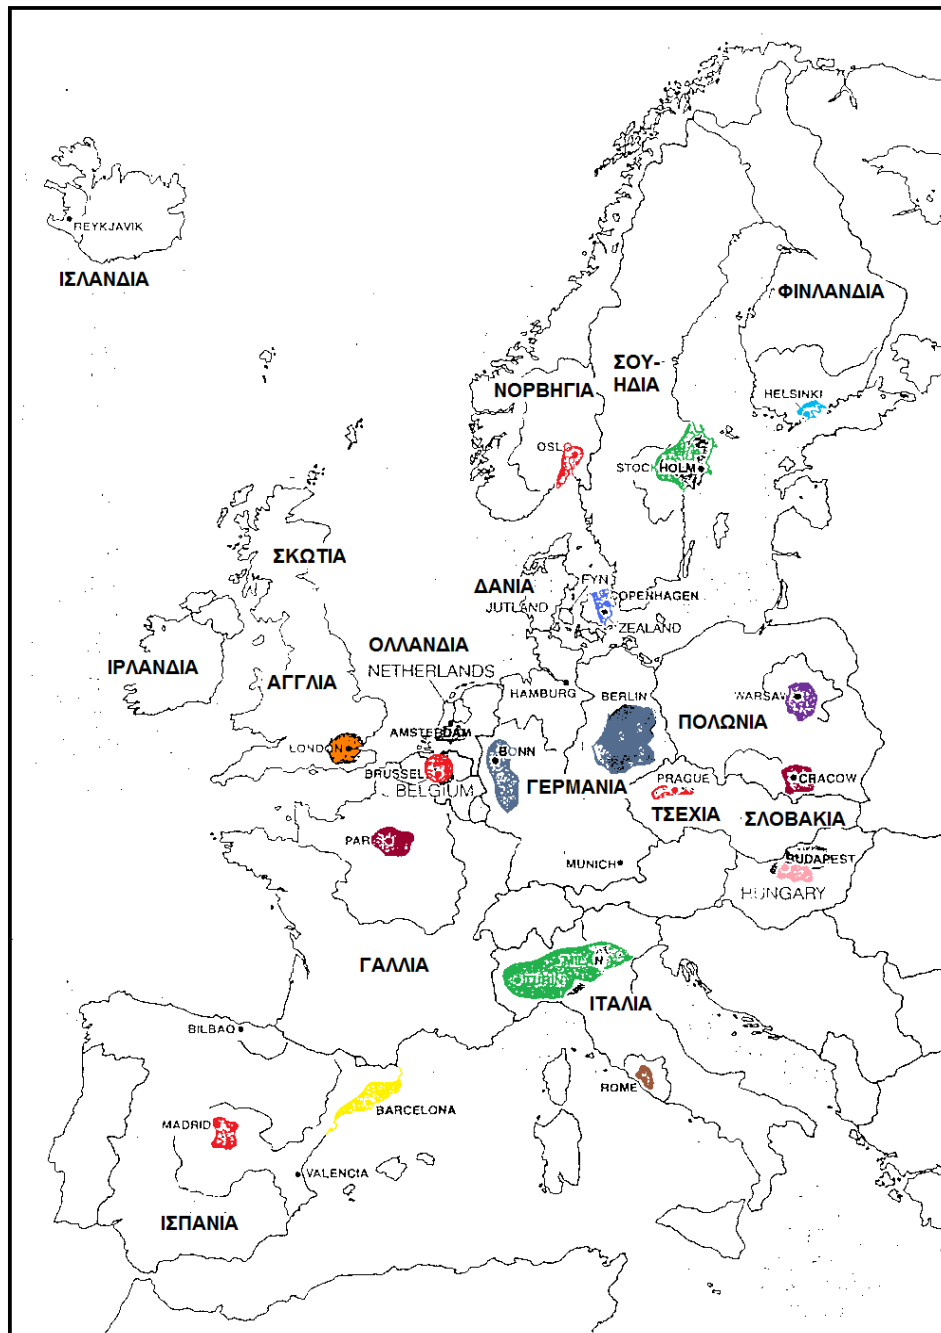 REYKJAVIK
ΙΣΛΑΝΔΙΑ
ΦΙΝΛΑΝΔΙΑ
ΣΟΥ-
ΗΔΙΑ
ΝΟΡΒΗΓΙΑ
HELSINKI
OSLO
STOCKHOLM
ΣΚΩΤΙΑ
ΔΑΝΙΑ
FYN
JUTLAND
COPENHAGEN
ZEALAND
ΟΛΛΑΝΔΙΑ
NETHERLANDS
ΙΡΛΑΝΔΙΑ
ΑΓΓΛΙΑ
HAMBURG
BERLIN
WARSAW
ΠΟΛΩΝΙΑ
AMSTERDAM
LONDON
BONN
BRUSSELS
BELGIUM
ΓΕΡΜΑΝΙΑ
PRAGUE
CRACOW
ΤΣΕΧΙΑ
ΣΛΟΒΑΚΙΑ
PARIS
MUNICH
BUDAPEST
HUNGARY
ΓΑΛΛΙΑ
MILAN
TURIN
ΙΤΑΛΙΑ
BILBAO
ROME
BARCELONA
MADRID
VALENCIA
ΙΣΠΑΝΙΑ